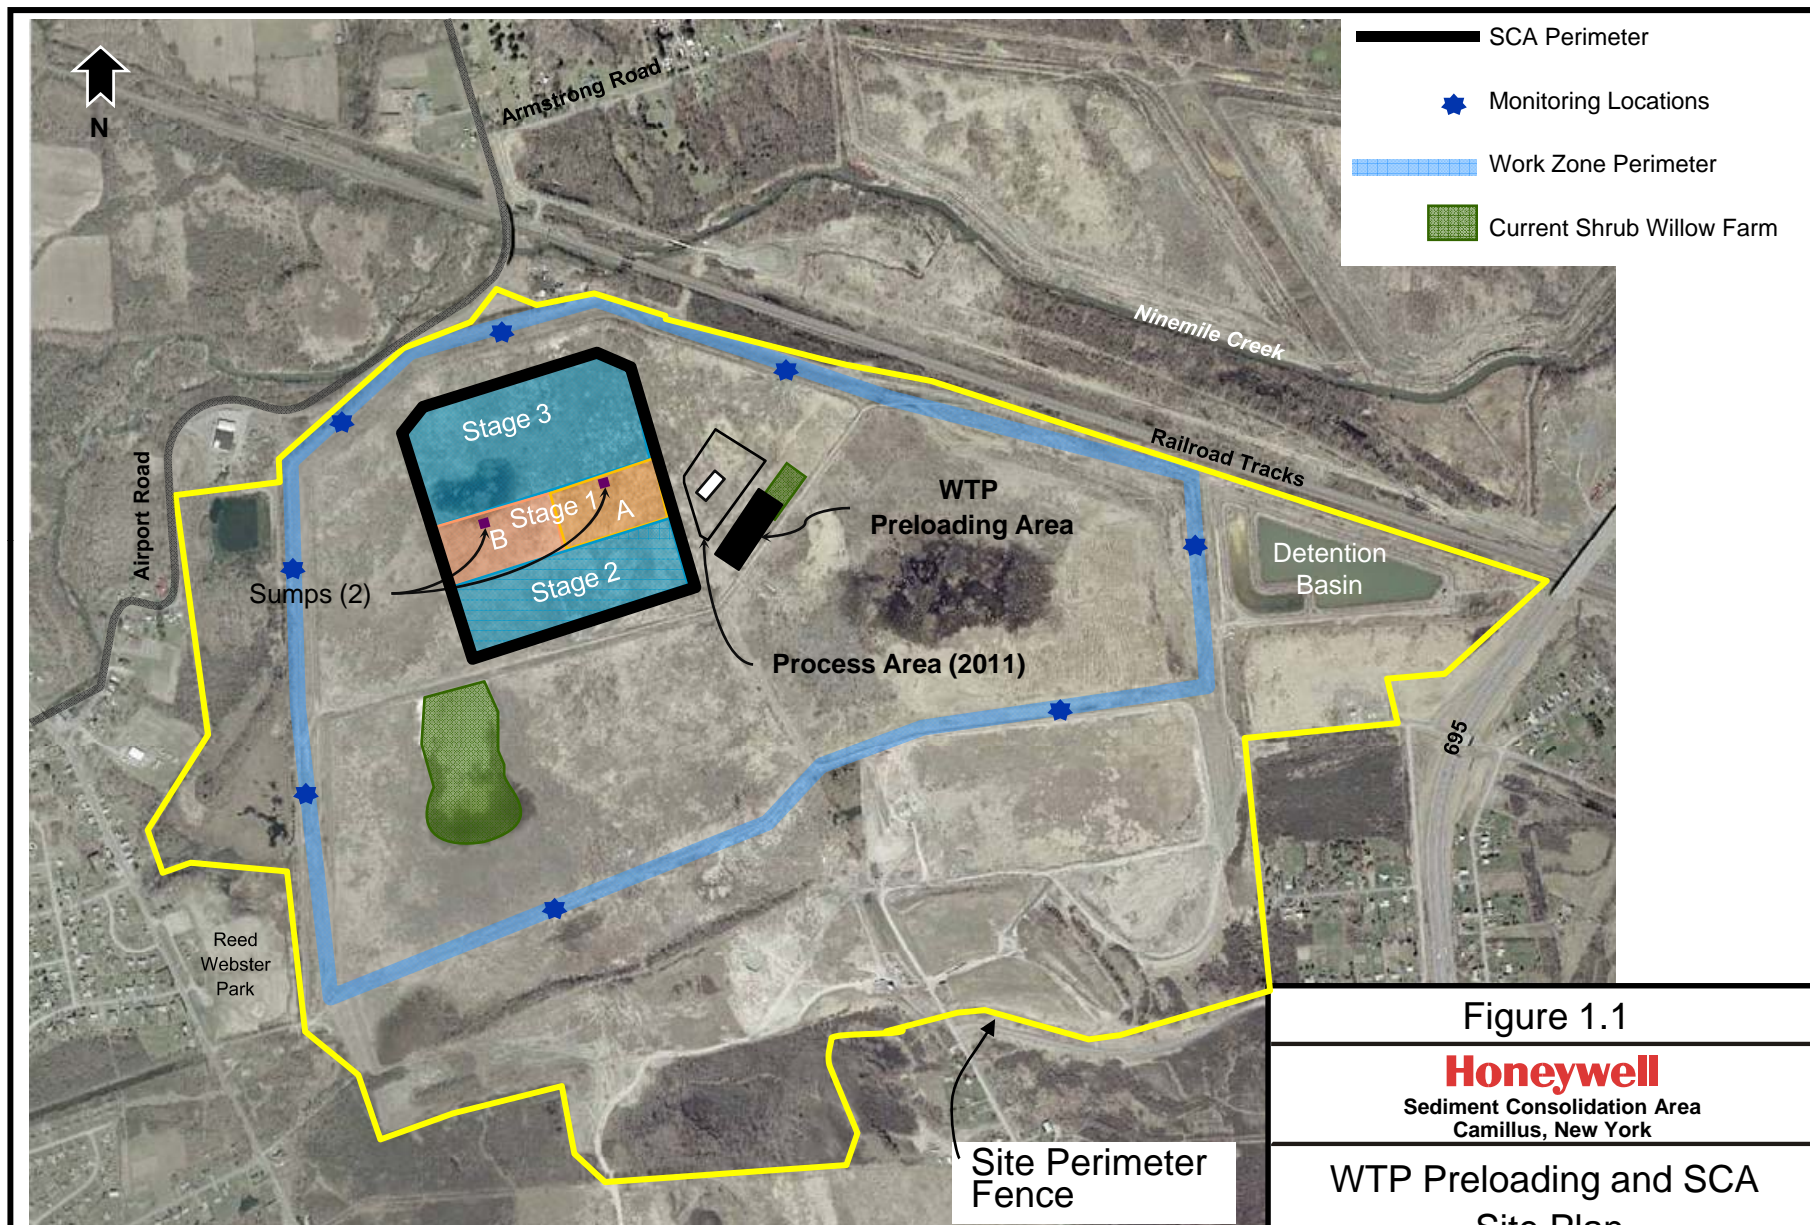 SCA Perimeter
Monitoring Locations
Work Zone Perimeter
Current Shrub Willow Farm
N
Armstrong Road
Ninemile Creek
Railroad Tracks
Airport Road
Stage 3
Stage 1
A
B
Stage 2
Sumps (2)
WTP
Preloading Area
Process Area (2011)
Detention
Basin
695
Reed
Webster
Park
Site Perimeter
Fence
Figure 1.1
Honeywell
Sediment Consolidation Area
Camillus, New York
WTP Preloading and SCA
Site Plan